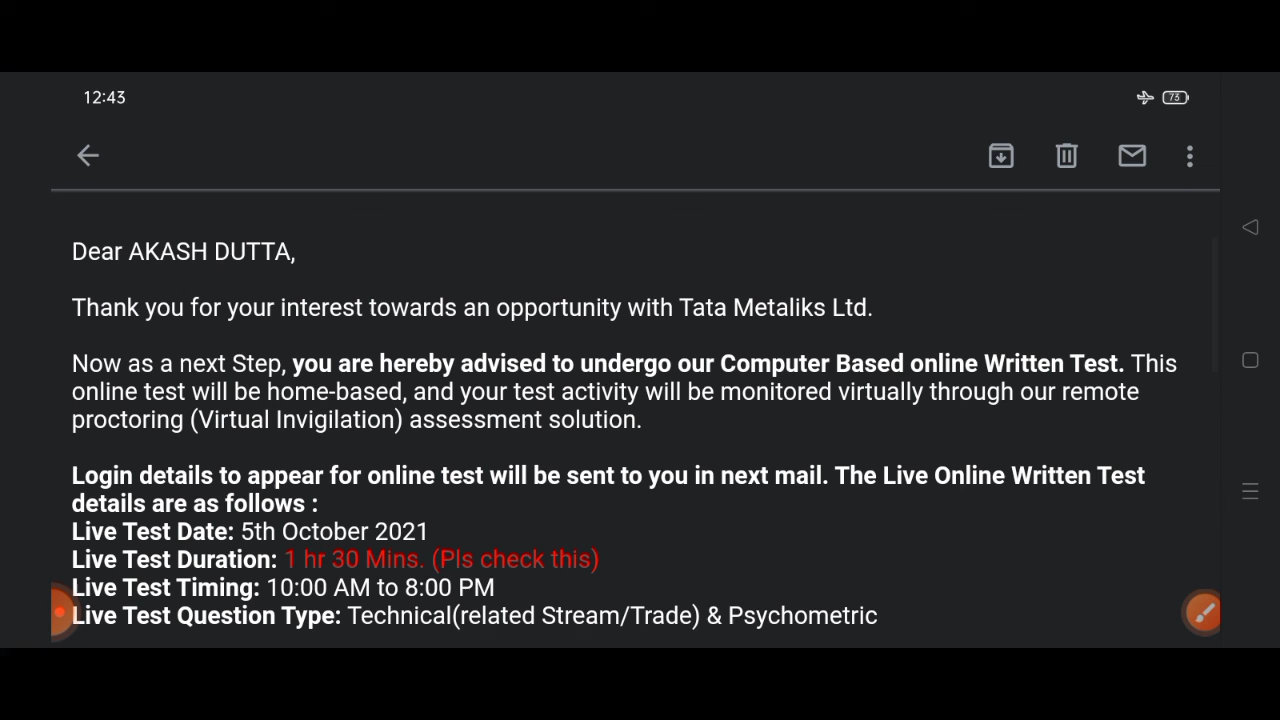 12:43
73
Dear AKASH DUTTA,
Thank you for your interest towards an opportunity with Tata Metaliks Ltd.
Now as a next Step, you are hereby advised to undergo our Computer Based online Written Test. This
online test will be home-based, and your test activity will be monitored virtually through our remote
proctoring (Virtual Invigilation) assessment solution.
Login details to appear for online test will be sent to you in next mail. The Live Online Written Test
details are as follows :
Live Test Date: 5th October 2021
Live Test Duration: 1 hr 30 Mins. (Pls check this)
Live Test Timing: 10:00 AM to 8:00 PM
Live Test Question Type: Technical(related Stream/Trade) & Psychometric